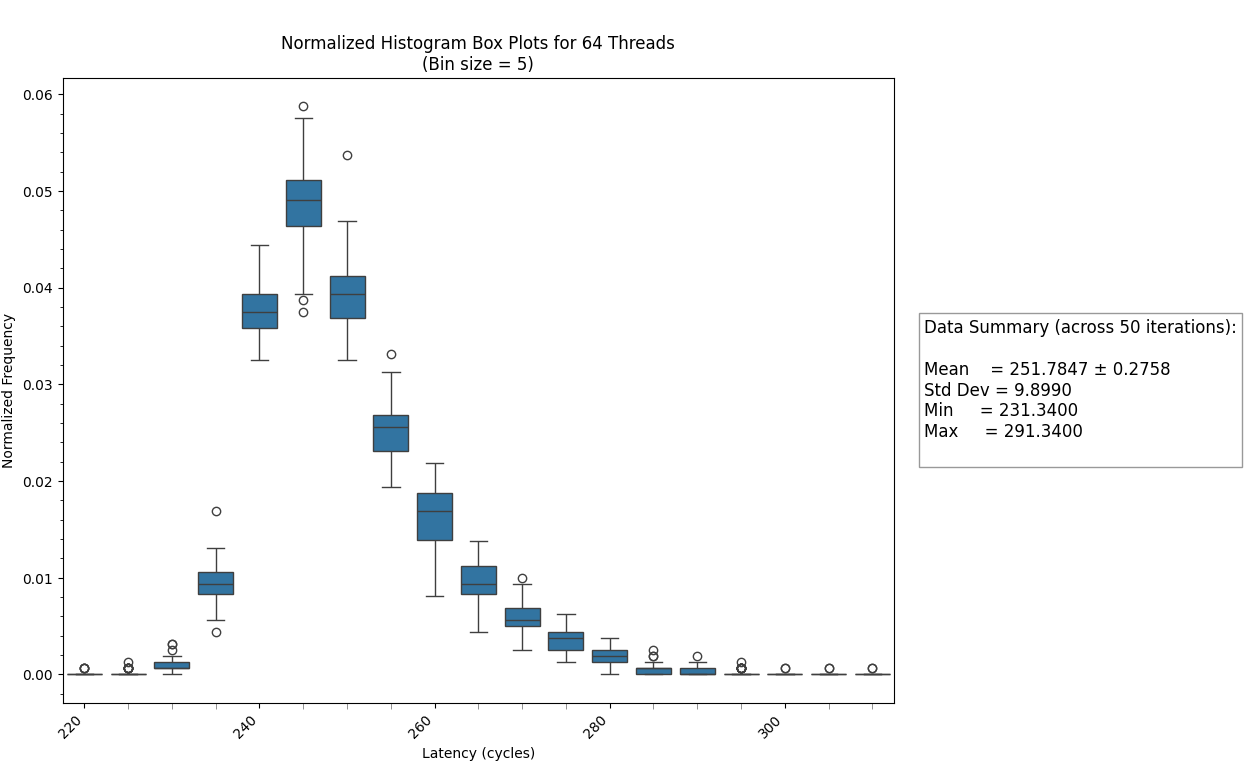 Normalized Histogram Box Plots for 64 Threads
(Bin size = 5)
0.06
0.05
0.04
0.03
0.02
0.01
0.00
Normalized Frequency
220
240
260
280
300
Latency (cycles)
Data Summary (across 50 iterations):
Mean = 251.7847 ± 0.2758
Std Dev = 9.8990
Min = 231.3400
Max = 291.3400